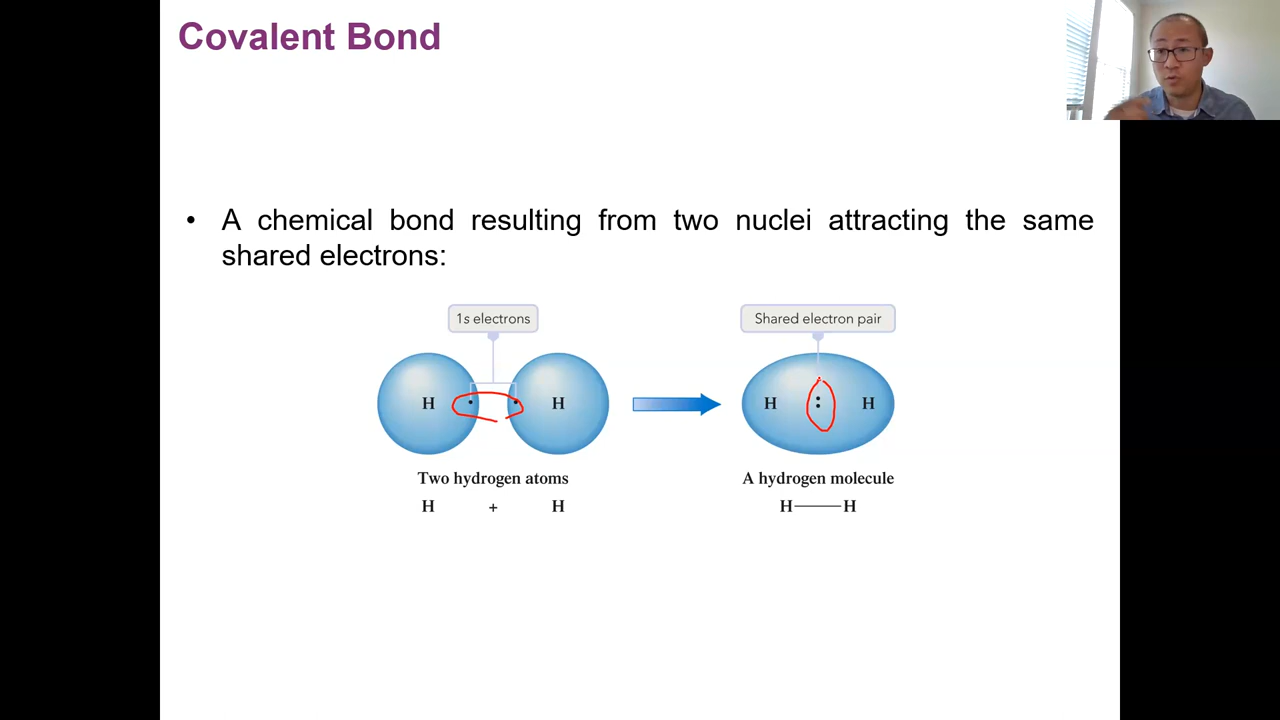 Covalent Bond
• A chemical bond resulting from two nuclei attracting the same
shared electrons:
1s electrons
Shared electron pair
H
H
H : H
Two hydrogen atoms
A hydrogen molecule
H + H
H—H